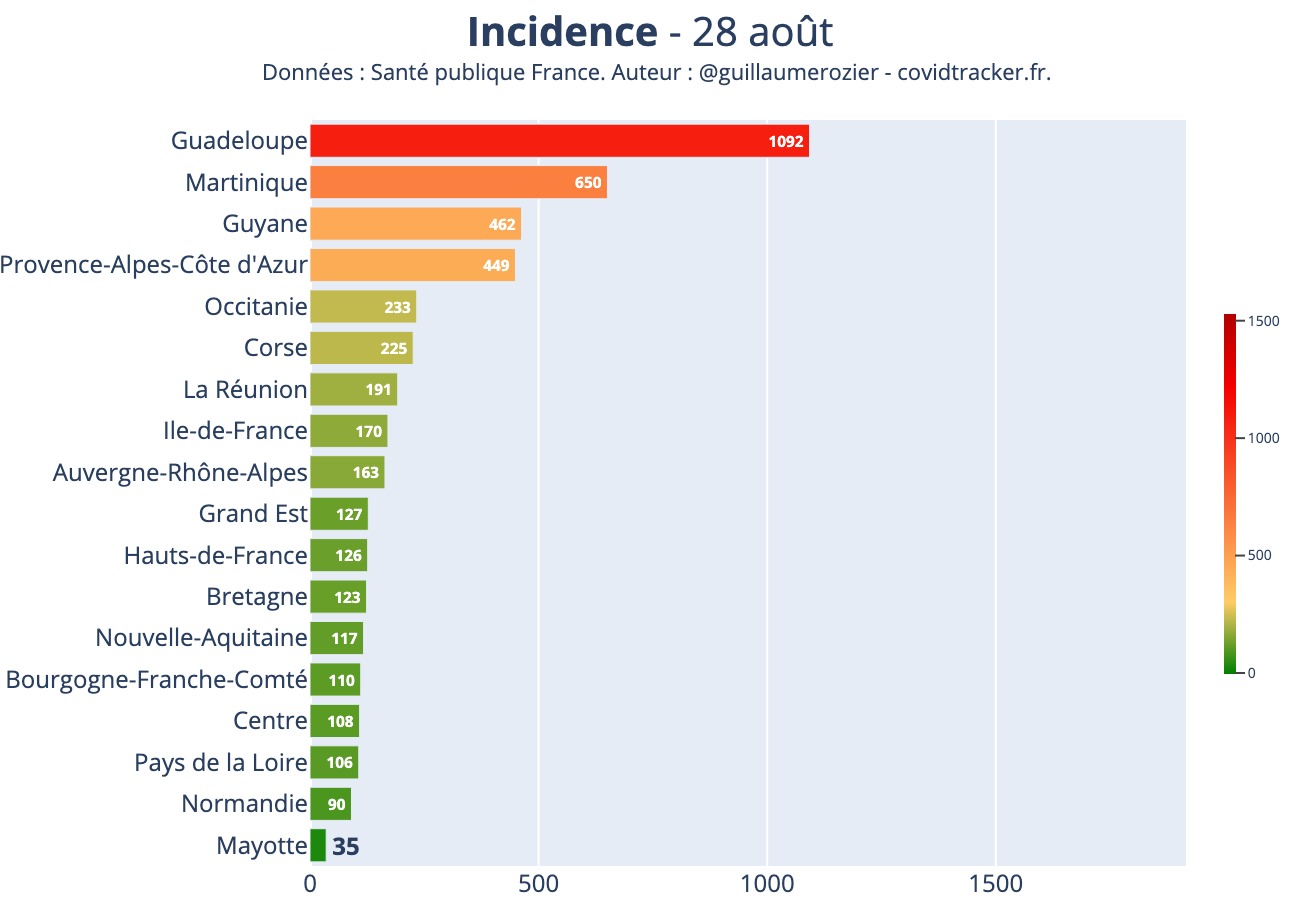 Incidence - 28 août
Données : Santé publique France. Auteur : @guillaumerozier - covidtracker.fr.
Guadeloupe 1092
Martinique 650
Guyane 462
Provence-Alpes-Côte d'Azur 449
Occitanie 233
Corse 225
La Réunion 191
Ile-de-France 170
Auvergne-Rhône-Alpes 163
Grand Est 127
Hauts-de-France 126
Bretagne 123
Nouvelle-Aquitaine 117
Bourgogne-Franche-Comté 110
Centre 108
Pays de la Loire 106
Normandie 90
Mayotte 35
0 500 1000 1500
1500
1000
500
0